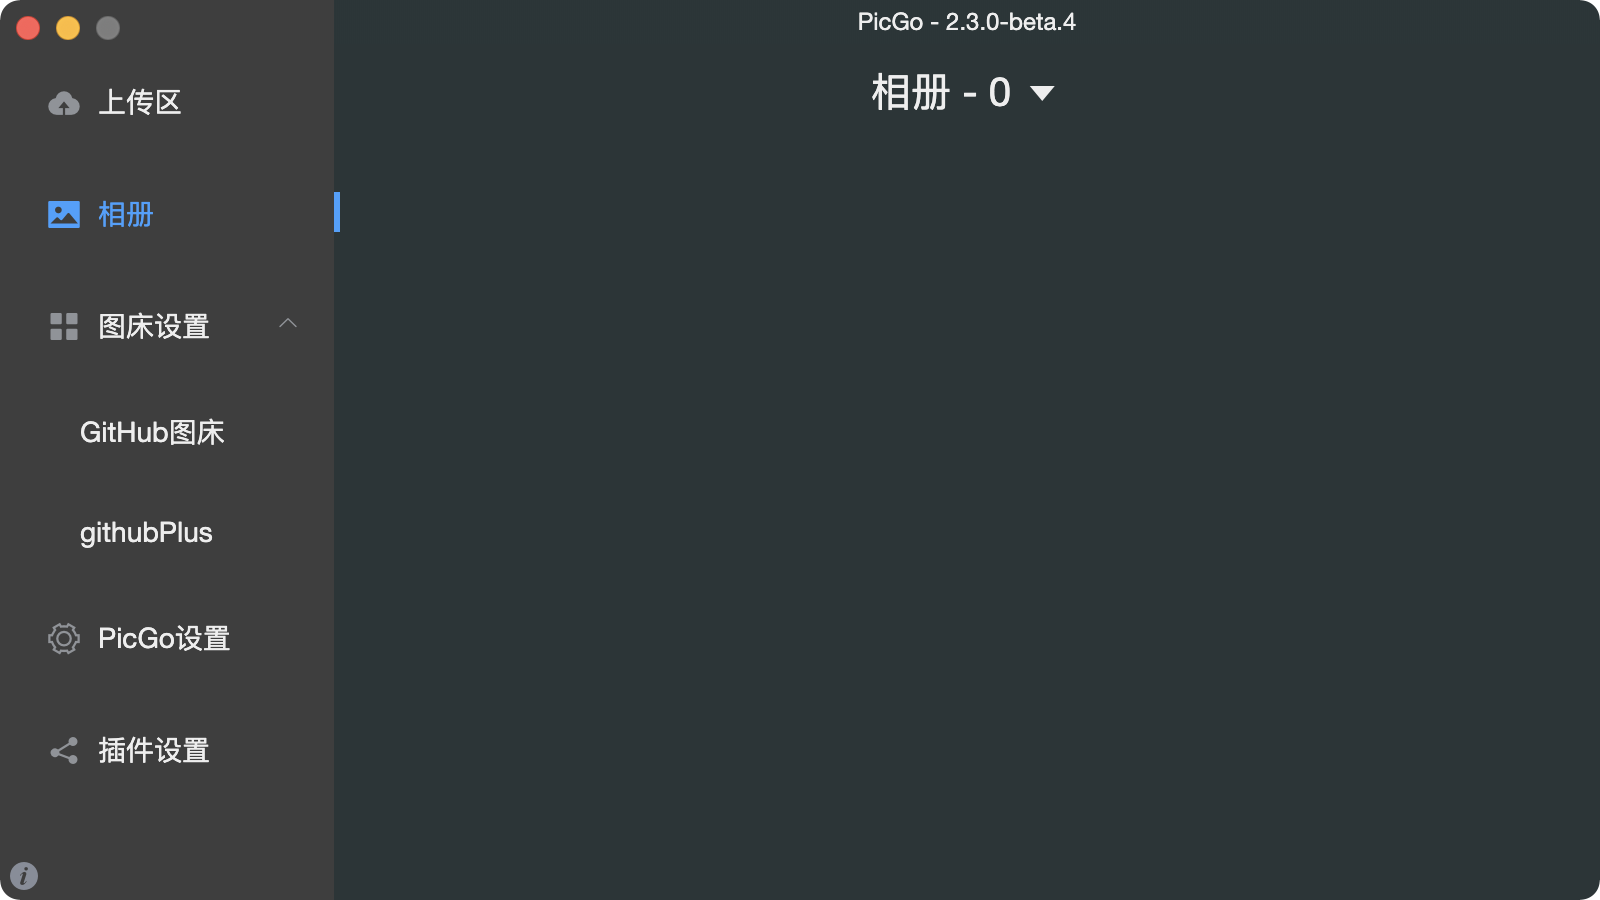 PicGo - 2.3.0-beta.4
上传区
相册
图床设置
GitHub图床
githubPlus
PicGo设置
插件设置
i
相册 - 0